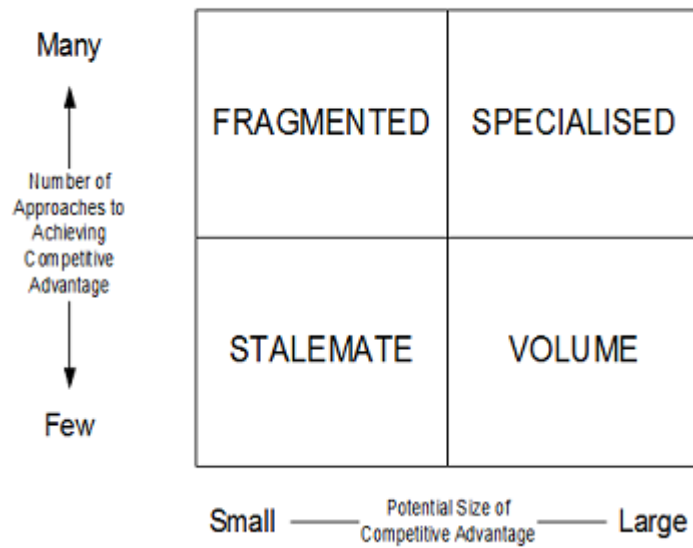 Many
FRAGMENTED
SPECIALISED
Number of
Approaches to
Achieving
Competitive
Advantage
STALEMATE
VOLUME
Few
Small
Potential Size of
Competitive Advantage
Large